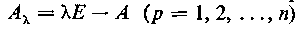 A_λ = λE − A (p = 1, 2, ..., n)